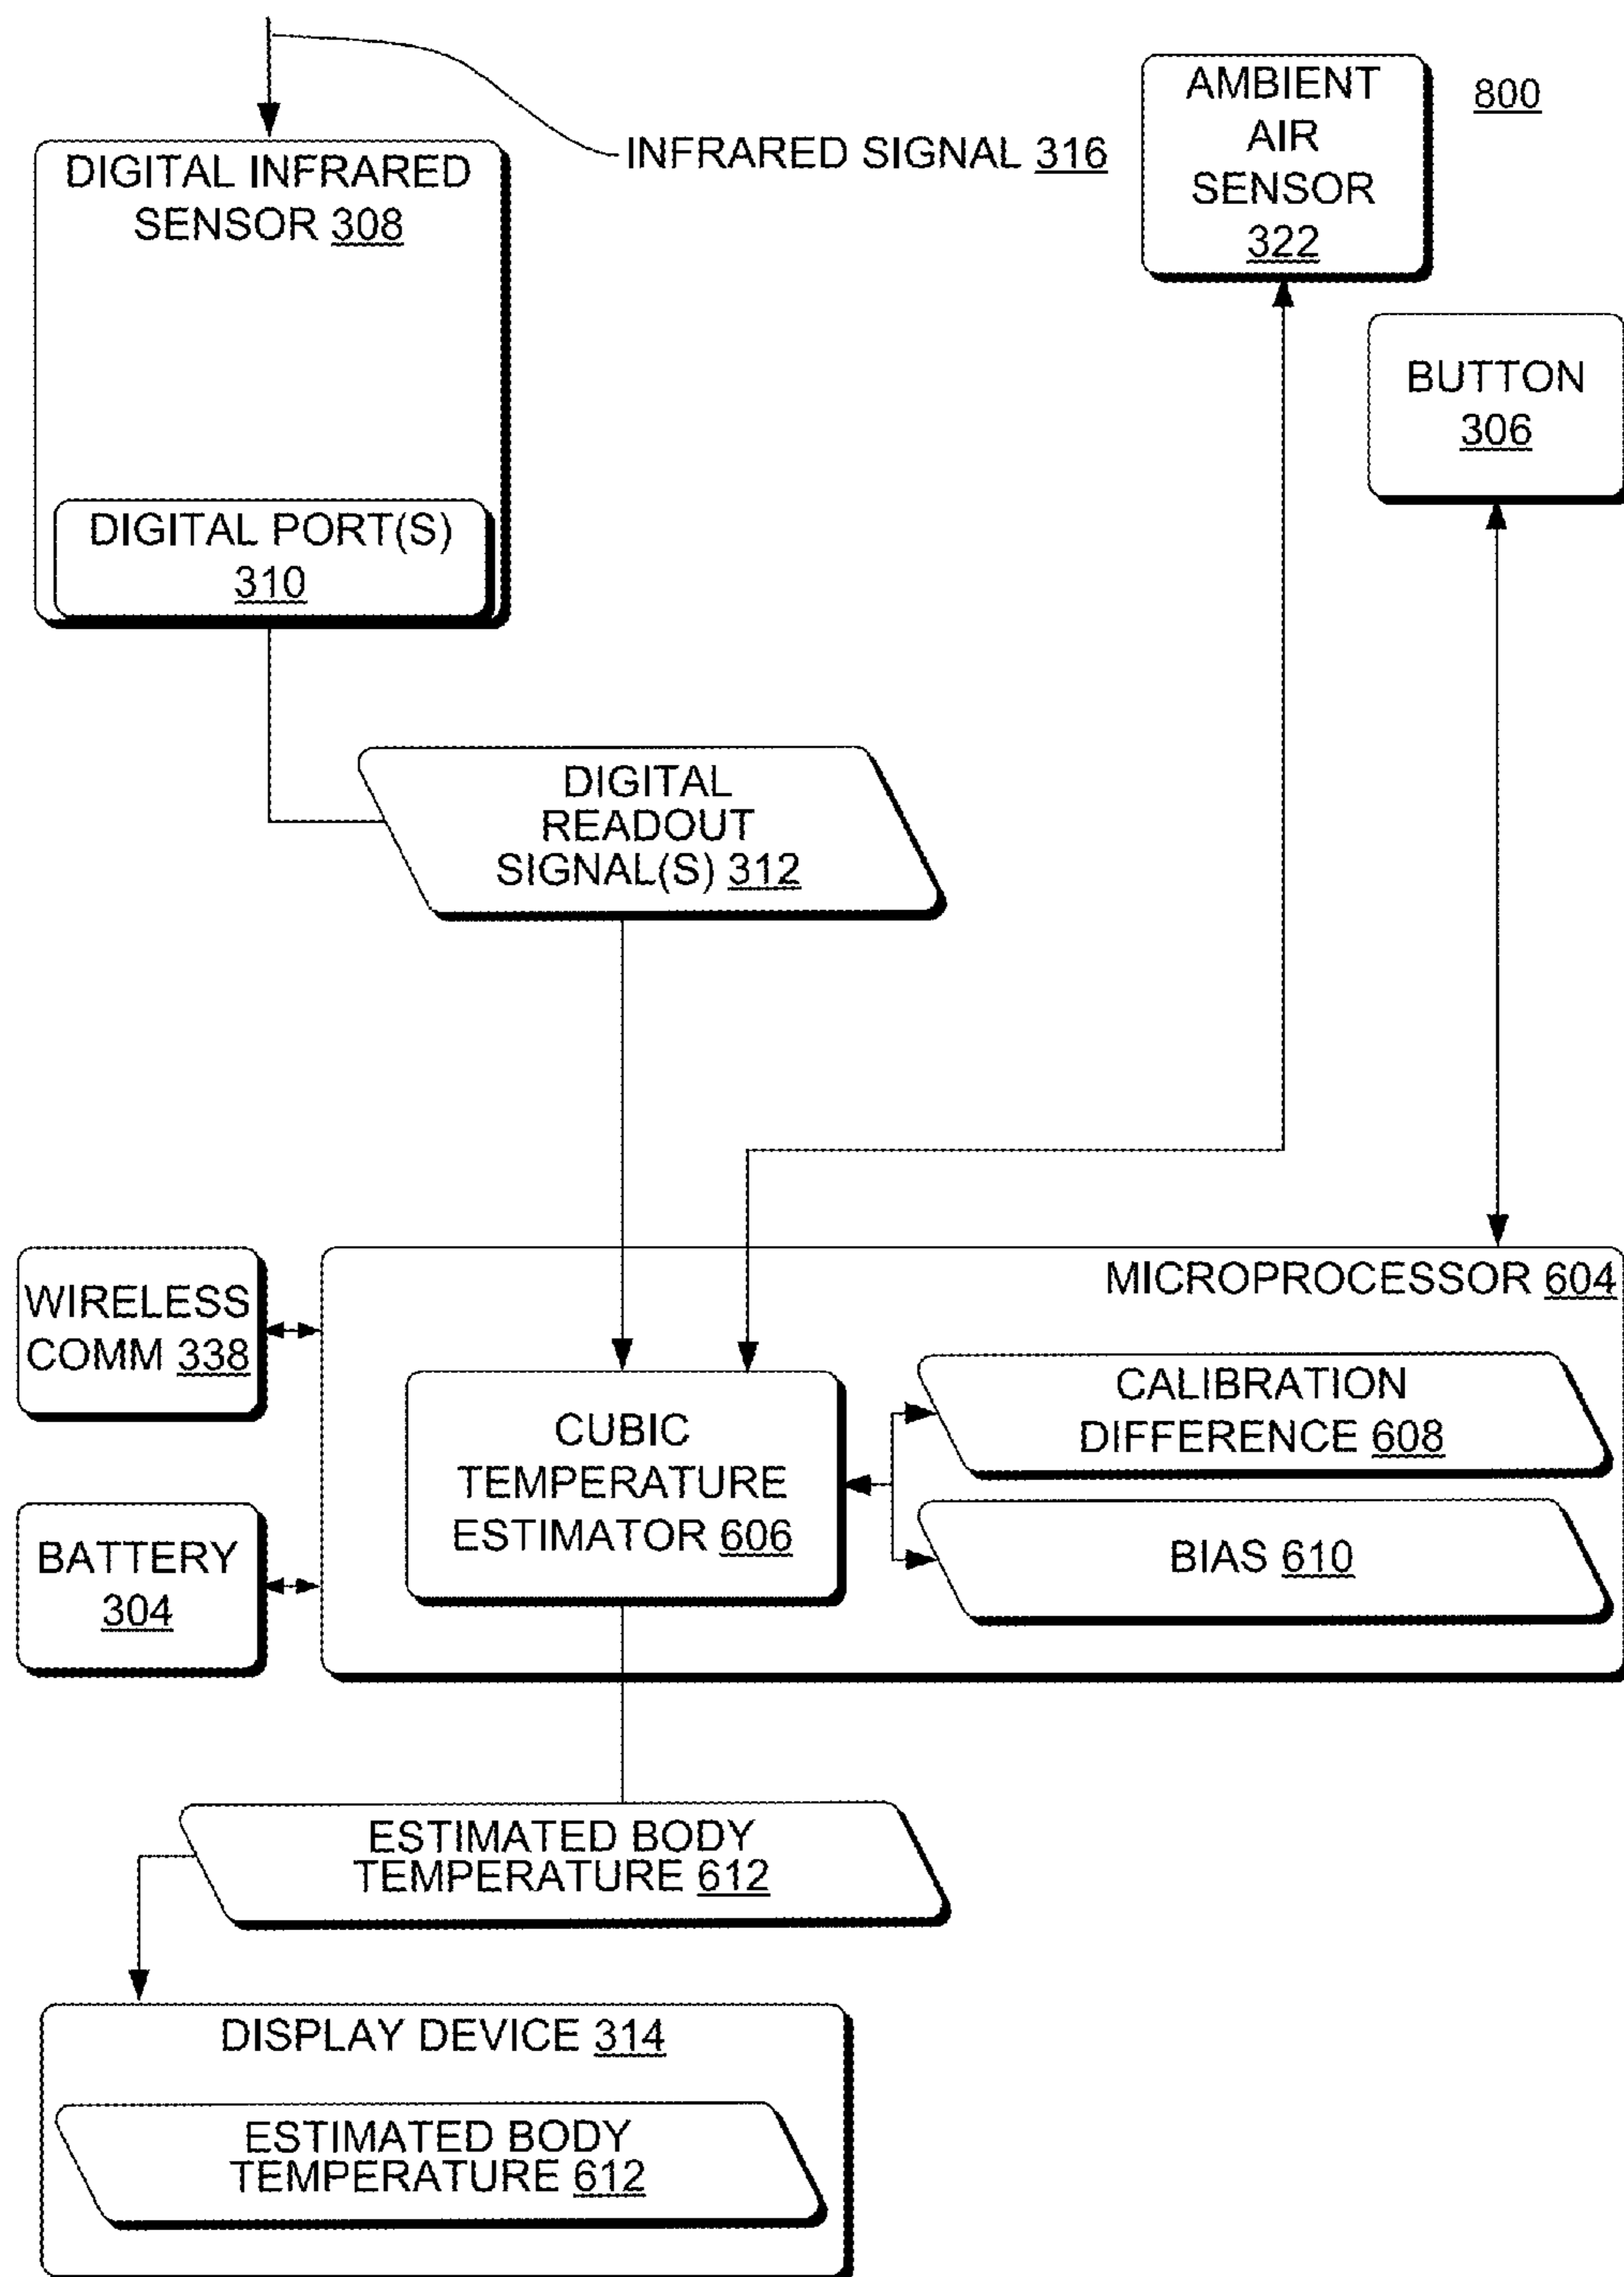 INFRARED SIGNAL 316
DIGITAL INFRARED
SENSOR 308
DIGITAL PORT(S)
310
AMBIENT
AIR
SENSOR
322
800
BUTTON
306
DIGITAL
READOUT
SIGNAL(S) 312
WIRELESS
COMM 338
BATTERY
304
MICROPROCESSOR 604
CUBIC
TEMPERATURE
ESTIMATOR 606
CALIBRATION
DIFFERENCE 608
BIAS 610
ESTIMATED BODY
TEMPERATURE 612
DISPLAY DEVICE 314
ESTIMATED BODY
TEMPERATURE 612